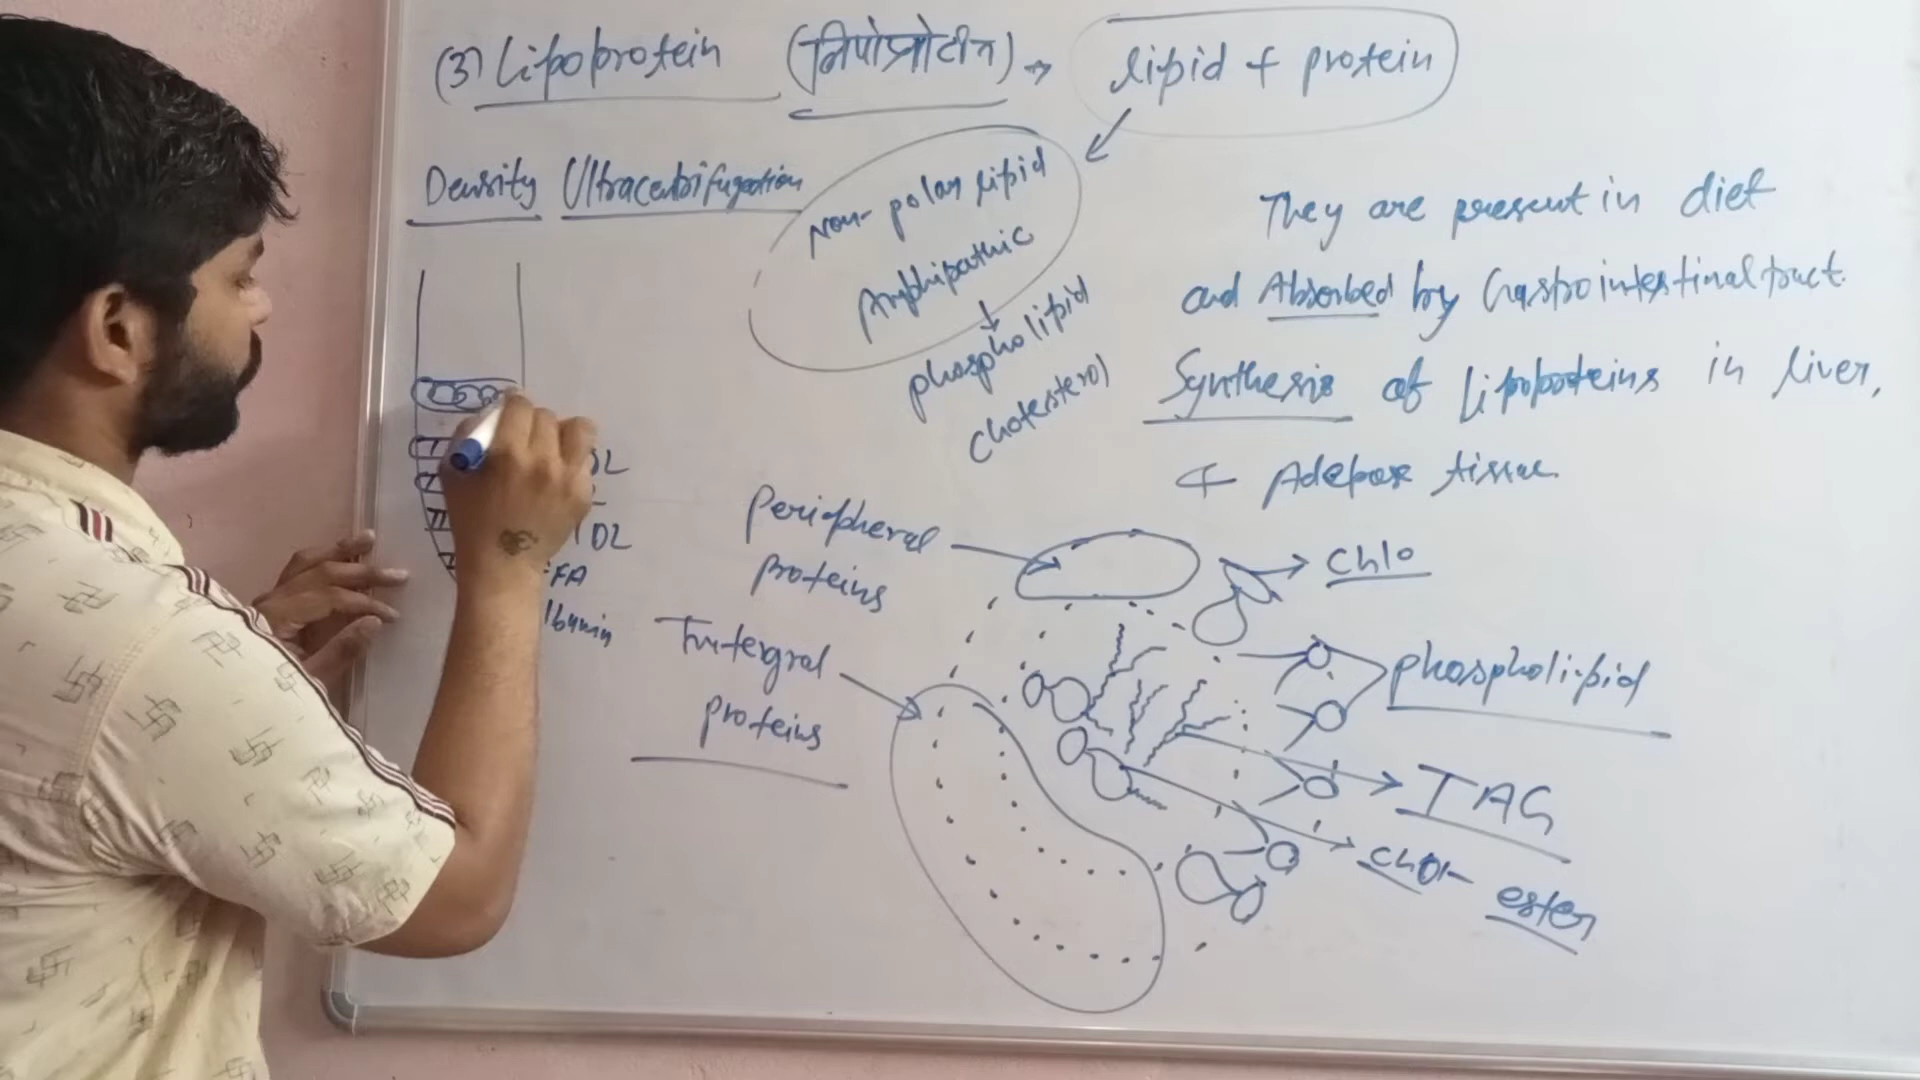 (3) Lipoprotein (लिपोप्रोटीन) → lipid + protein
Density Ultracentrifugation
Non-polar lipid
Amphipathic
↓
phospholipid
cholesterol
They are present in diet
and Absorbed by Gastrointestinal tract.
Synthesis of Lipoproteins in liver,
& Adepose tissue
DL
DL
FFA
lbumin
Peripheral
proteins
Intergral
proteins
Chlo
phospholipid
TAG
Chol-ester